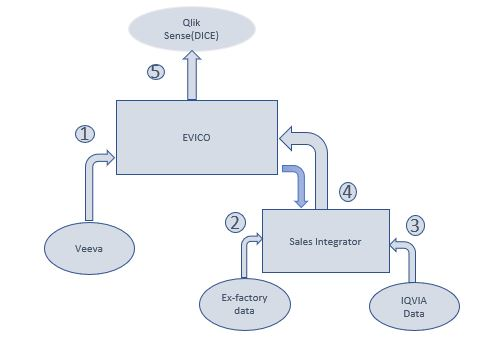 Qlik
Sense(DICE)
5
EVICO
1
4
Veeva
2
3
Sales Integrator
Ex-factory
data
IQVIA
Data